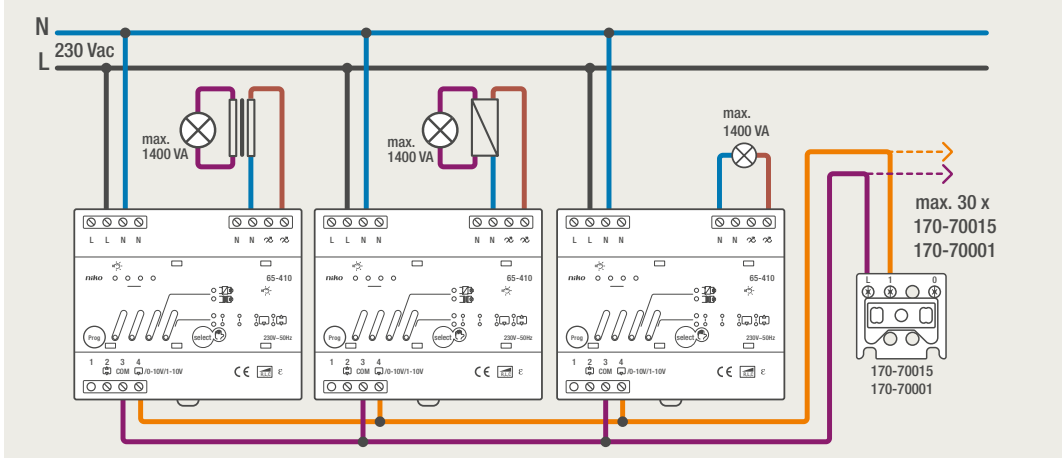 N
230 Vac
L
max.
1400 VA
max.
1400 VA
max.
1400 VA
max. 30 x
170-70015
170-70001
L L N N N N
niko 65-410
Prog select 230V~50Hz
1 2 3 4
COM /0-10V/1-10V
CE
L L N N N N
niko 65-410
Prog select 230V~50Hz
1 2 3 4
COM /0-10V/1-10V
CE
L L N N N N
niko 65-410
Prog select 230V~50Hz
1 2 3 4
COM /0-10V/1-10V
CE
L 1 0
170-70015
170-70001